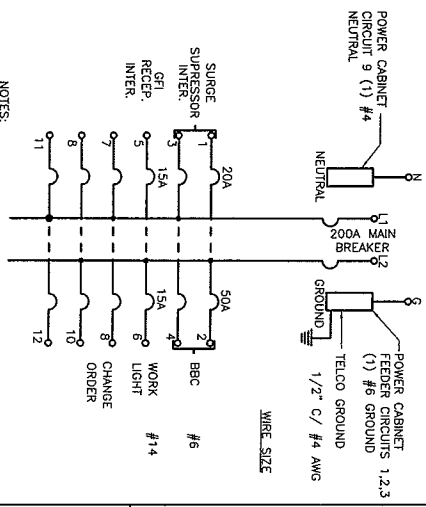 POWER CABINET
CIRCUIT 9 (1) #4
NEUTRAL
NEUTRAL
N
L1
200A MAIN
BREAKER
L2
GROUND
G
POWER CABINET
FEEDER CIRCUITS 1,2,3
(1) #6 GROUND
TELCO GROUND
1/2" C/ #4 AWG
WIRE SIZE
SURGE
SUPRESSOR
INTER.
1
3
20A
50A
2
4
BBC
#6
GFI
RECEP.
INTER.
5
15A
15A
6
WORK
LIGHT
#14
7
8
CHANGE
ORDER
8
10
11
12
NOTES: